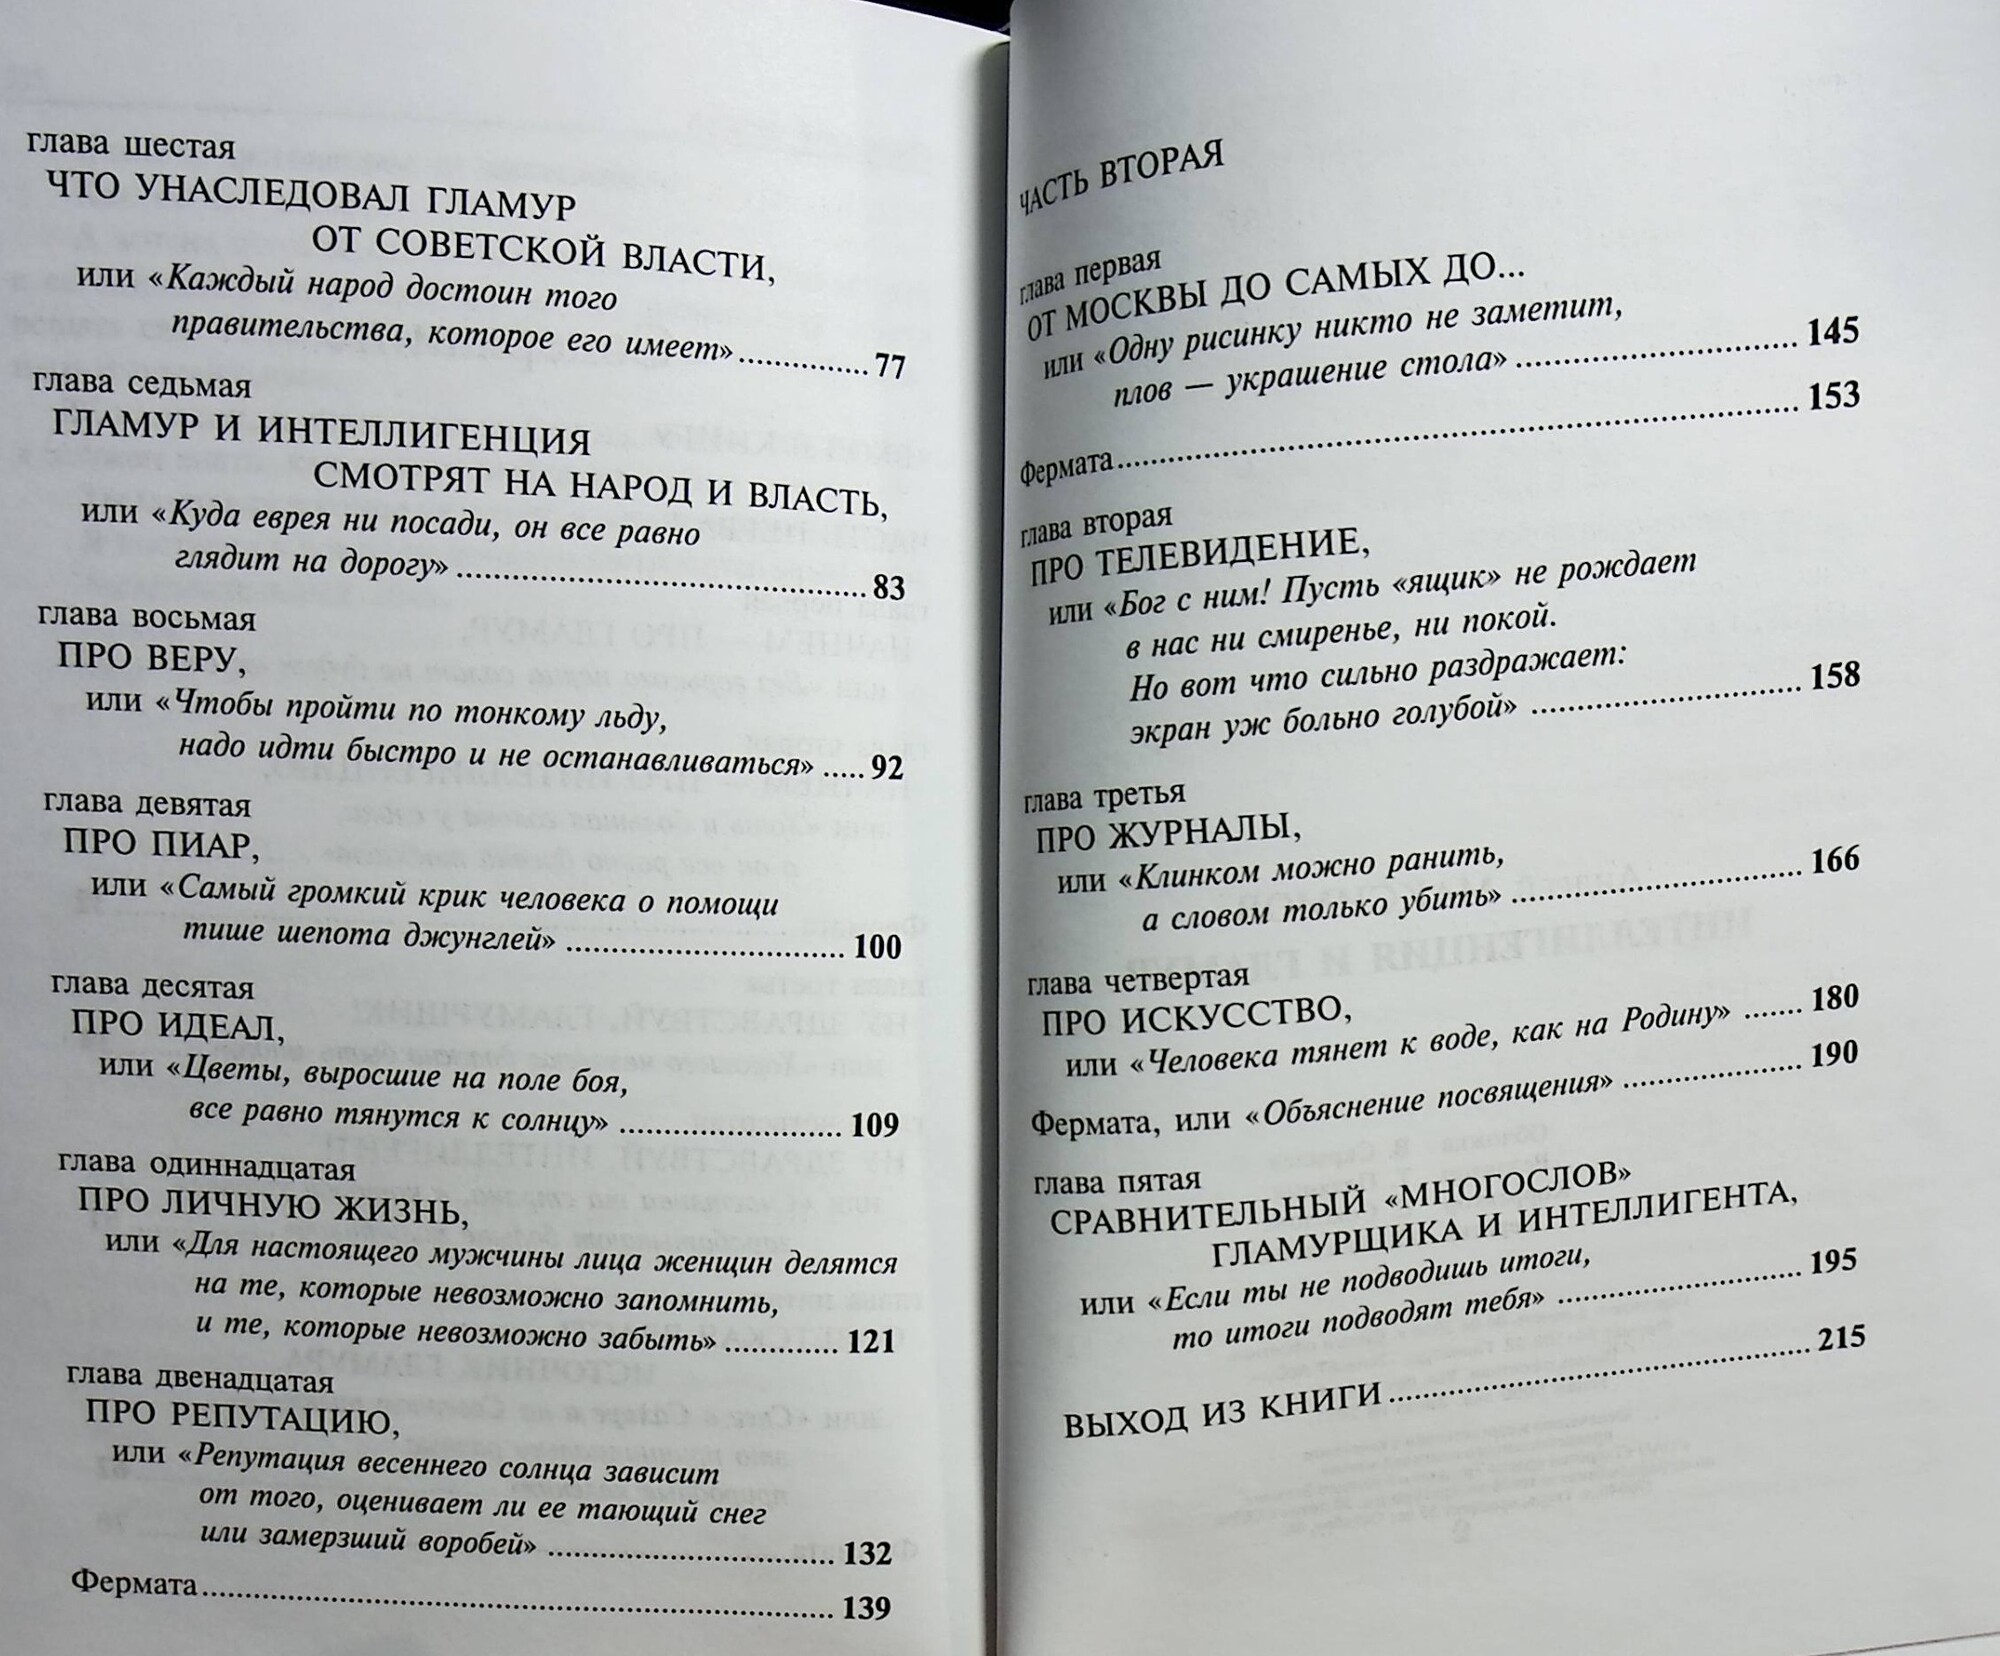 глава шестая
ЧТО УНАСЛЕДОВАЛ ГЛАМУР
ОТ СОВЕТСКОЙ ВЛАСТИ,
или «Каждый народ достоин того
правительства, которое его имеет» .............. 77
глава седьмая
ГЛАМУР И ИНТЕЛЛИГЕНЦИЯ
СМОТРЯТ НА НАРОД И ВЛАСТЬ,
или «Куда еврея ни посади, он все равно
глядит на дорогу» .............. 83
глава восьмая
ПРО ВЕРУ,
или «Чтобы пройти по тонкому льду,
надо идти быстро и не останавливаться» ..... 92
глава девятая
ПРО ПИАР,
или «Самый громкий крик человека о помощи
тише шепота джунглей» .............. 100
глава десятая
ПРО ИДЕАЛ,
или «Цветы, выросшие на поле боя,
все равно тянутся к солнцу» .............. 109
глава одиннадцатая
ПРО ЛИЧНУЮ ЖИЗНЬ,
или «Для настоящего мужчины лица женщин делятся
на те, которые невозможно запомнить,
и те, которые невозможно забыть» ............. 121
глава двенадцатая
ПРО РЕПУТАЦИЮ,
или «Репутация весеннего солнца зависит
от того, оценивает ли ее тающий снег
или замерзший воробей» .............. 132
Фермата .............. 139
ЧАСТЬ ВТОРАЯ
глава первая
ОТ МОСКВЫ ДО САМЫХ ДО...
или «Одну рисинку никто не заметит,
плов — украшение стола» .............. 145
Фермата .............. 153
глава вторая
ПРО ТЕЛЕВИДЕНИЕ,
или «Бог с ним! Пусть «ящик» не рождает
в нас ни смиренье, ни покой.
Но вот что сильно раздражает:
экран уж больно голубой» .............. 158
глава третья
ПРО ЖУРНАЛЫ,
или «Клинком можно ранить,
а словом только убить» .............. 166
глава четвертая
ПРО ИСКУССТВО,
или «Человека тянет к воде, как на Родину» ....... 180
Фермата, или «Объяснение посвящения» .............. 190
глава пятая
СРАВНИТЕЛЬНЫЙ «МНОГОСЛОВ»
ГЛАМУРЩИКА И ИНТЕЛЛИГЕНТА,
или «Если ты не подводишь итоги,
то итоги подводят тебя» .............. 195
ВЫХОД ИЗ КНИГИ .............. 215